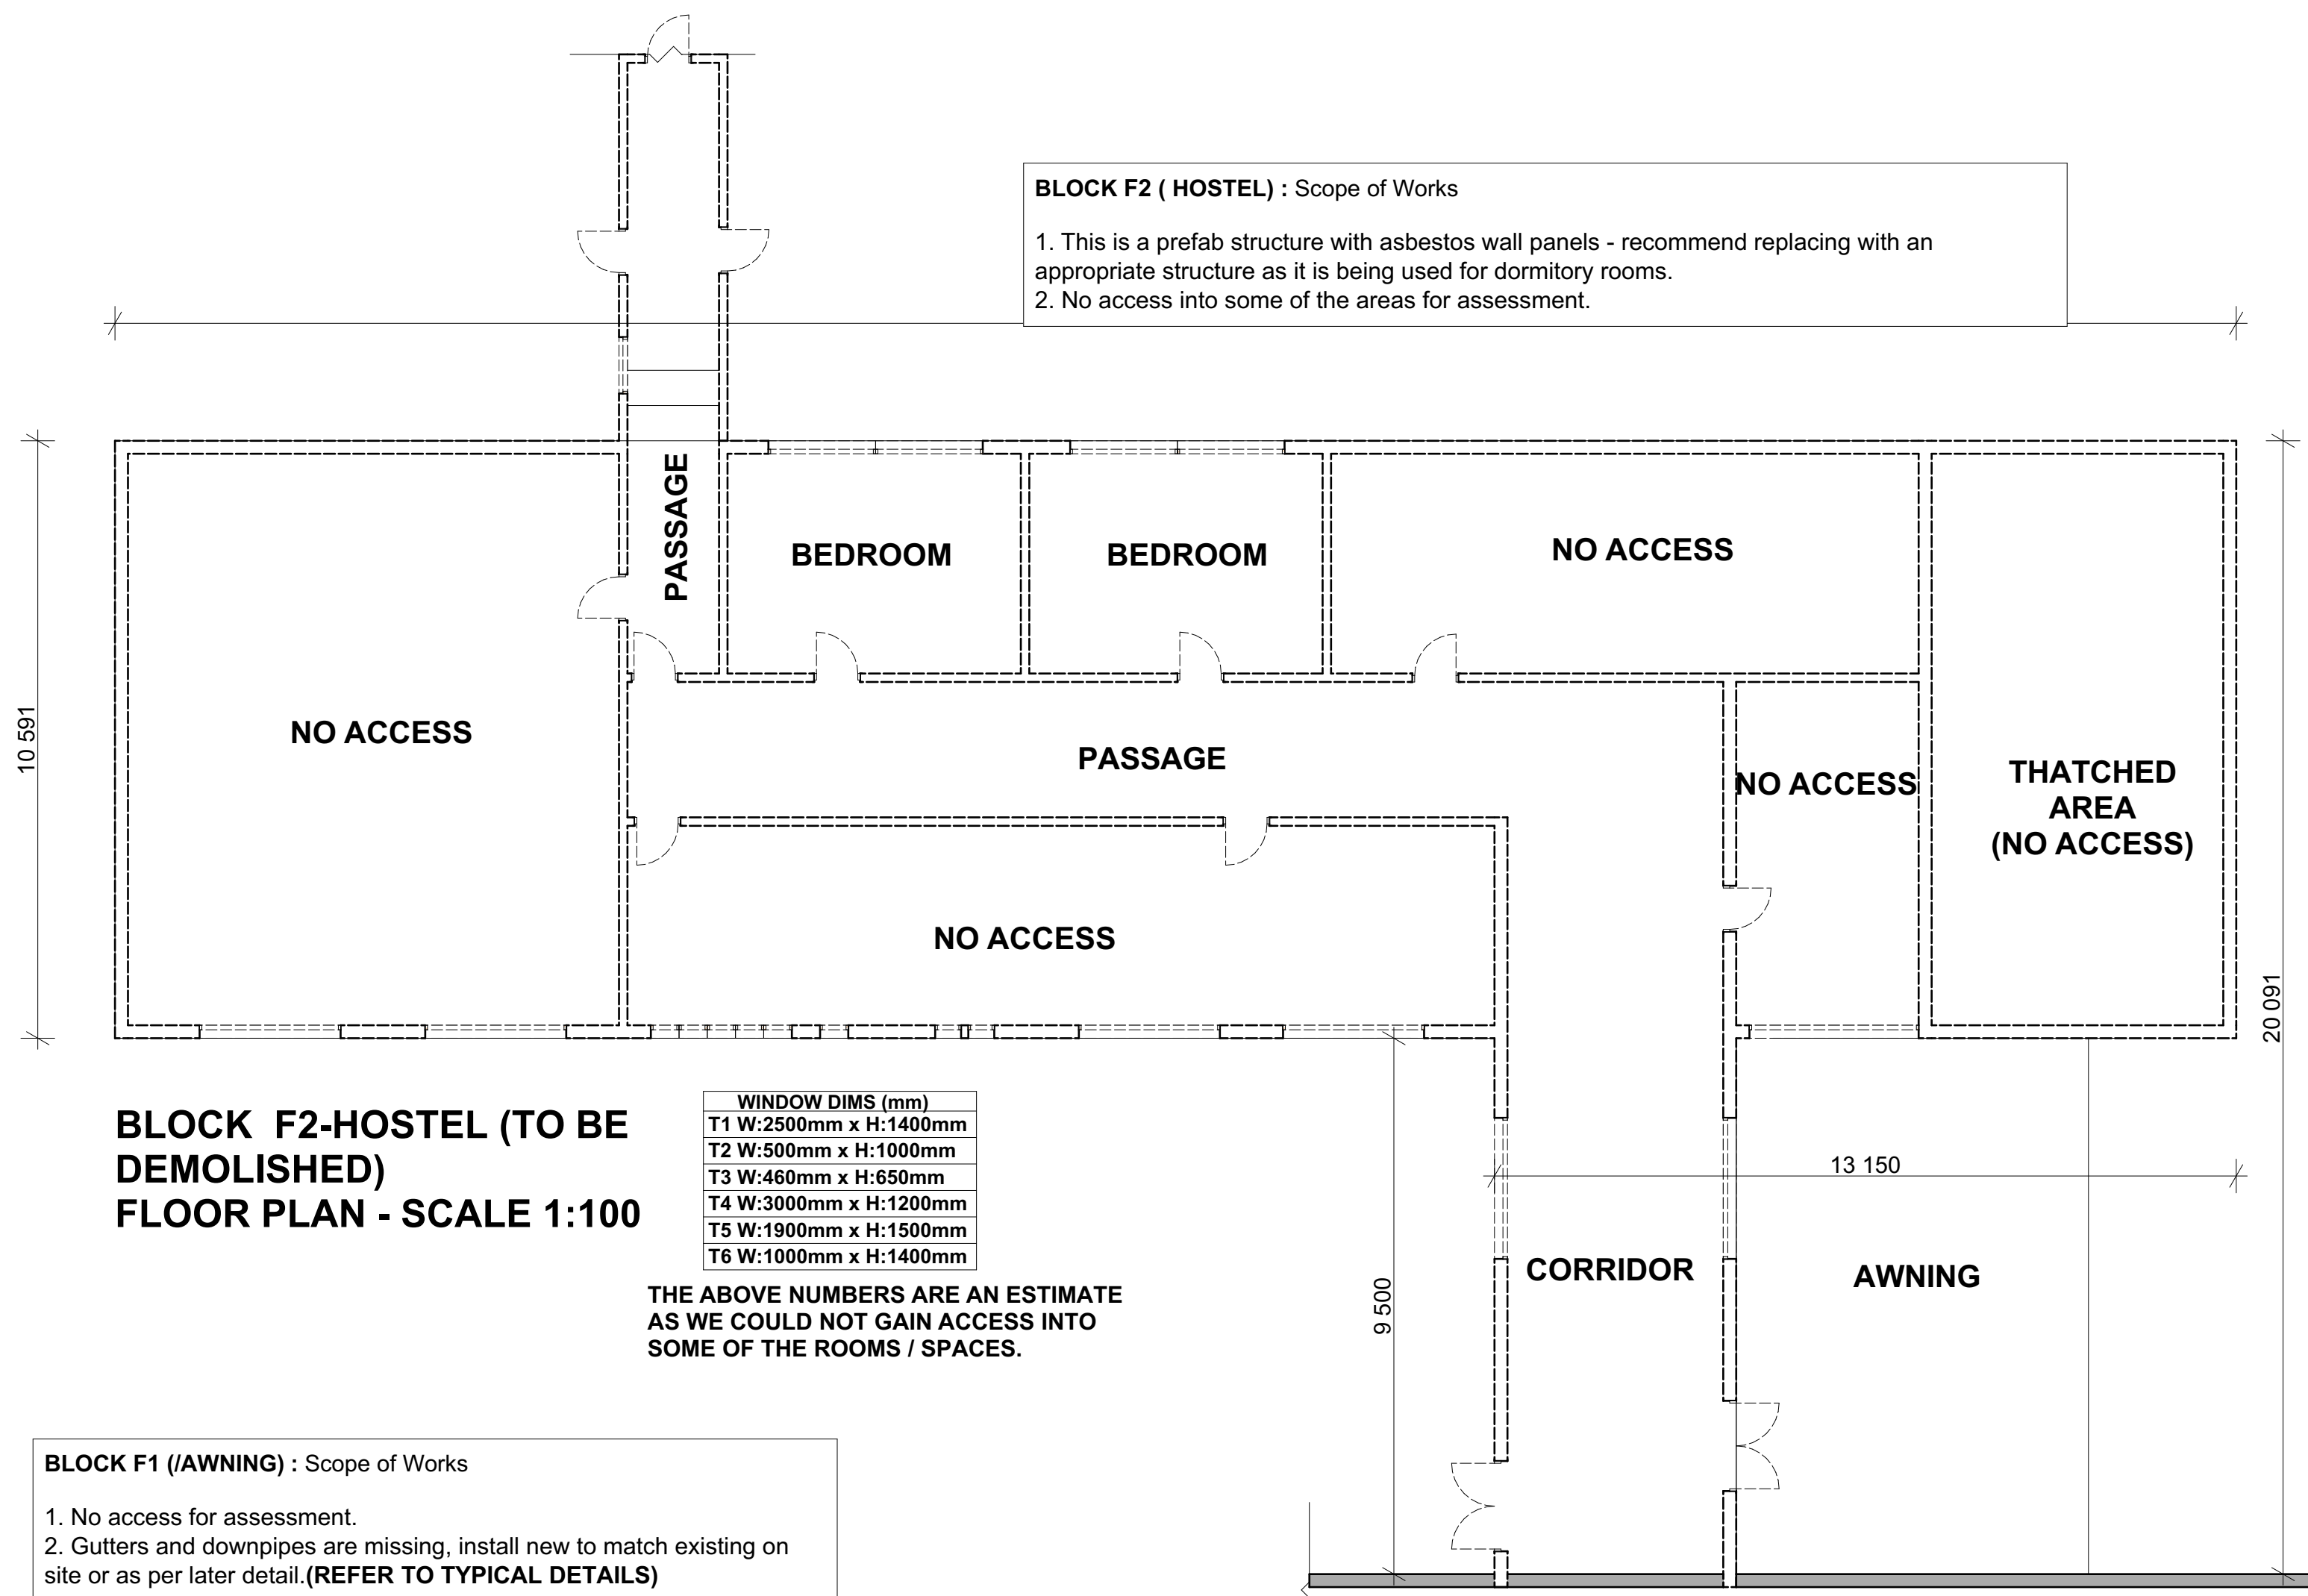 BLOCK F2 ( HOSTEL) : Scope of Works
1. This is a prefab structure with asbestos wall panels - recommend replacing with an
appropriate structure as it is being used for dormitory rooms.
2. No access into some of the areas for assessment.
PASSAGE
BEDROOM
BEDROOM
NO ACCESS
NO ACCESS
PASSAGE
NO ACCESS
THATCHED
AREA
(NO ACCESS)
10 591
NO ACCESS
20 091
BLOCK F2-HOSTEL (TO BE
DEMOLISHED)
FLOOR PLAN - SCALE 1:100
WINDOW DIMS (mm)
T1 W:2500mm x H:1400mm
T2 W:500mm x H:1000mm
T3 W:460mm x H:650mm
T4 W:3000mm x H:1200mm
T5 W:1900mm x H:1500mm
T6 W:1000mm x H:1400mm
THE ABOVE NUMBERS ARE AN ESTIMATE
AS WE COULD NOT GAIN ACCESS INTO
SOME OF THE ROOMS / SPACES.
13 150
9 500
CORRIDOR
AWNING
BLOCK F1 (/AWNING) : Scope of Works
1. No access for assessment.
2. Gutters and downpipes are missing, install new to match existing on
site or as per later detail.(REFER TO TYPICAL DETAILS)